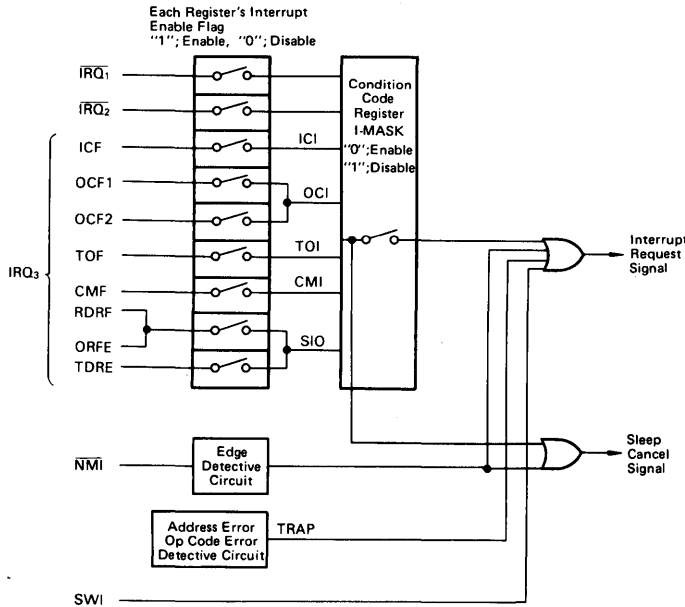 Each Register's Interrupt
Enable Flag
"1"; Enable, "0"; Disable
IRQ1
IRQ2
ICF
OCF1
OCF2
TOF
CMF
RDRF
ORFE
TDRE
IRQ3
ICI
OCI
TOI
CMI
SIO
Condition
Code
Register
I-MASK
"0";Enable
"1";Disable
Interrupt
Request
Signal
NMI
Edge
Detective
Circuit
Sleep
Cancel
Signal
Address Error
Op Code Error
Detective Circuit
TRAP
SWI